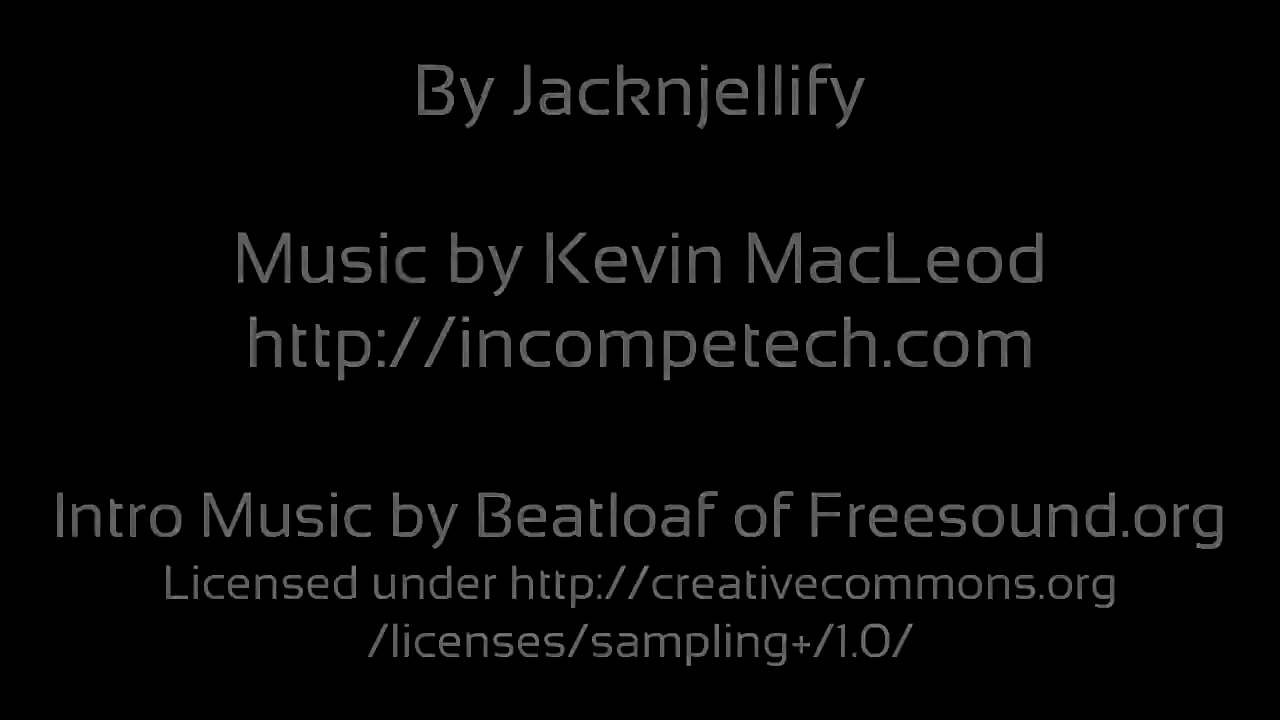 By Jacknjellify
Music by Kevin MacLeod
http://incompetech.com
Intro Music by Beatloaf of Freesound.org
Licensed under http://creativecommons.org
/licenses/sampling+/1.0/